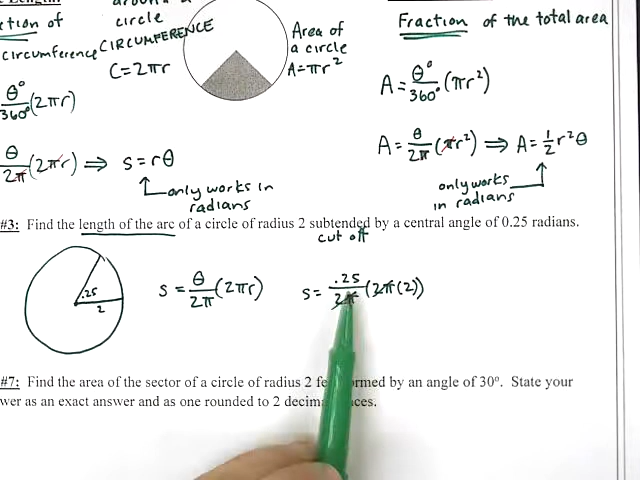 ction of
circumference
θ°/360° (2πr)
θ/2π (2πr) ⇒ s = rθ
only works in
radians
around a
circle
CIRCUMFERENCE
C = 2πr
Area of
a circle
A = πr²
Fraction of the total area
A = θ°/360° (πr²)
A = θ/2π (πr²) ⇒ A = 1/2 r²θ
only works
in radians
#3: Find the length of the arc of a circle of radius 2 subtended by a central angle of 0.25 radians.
cut off
.25
2
s = θ/2π (2πr)
s = .25/2π (2π(2))
#7: Find the area of the sector of a circle of radius 2 fe ormed by an angle of 30°. State your
wer as an exact answer and as one rounded to 2 decim aces.